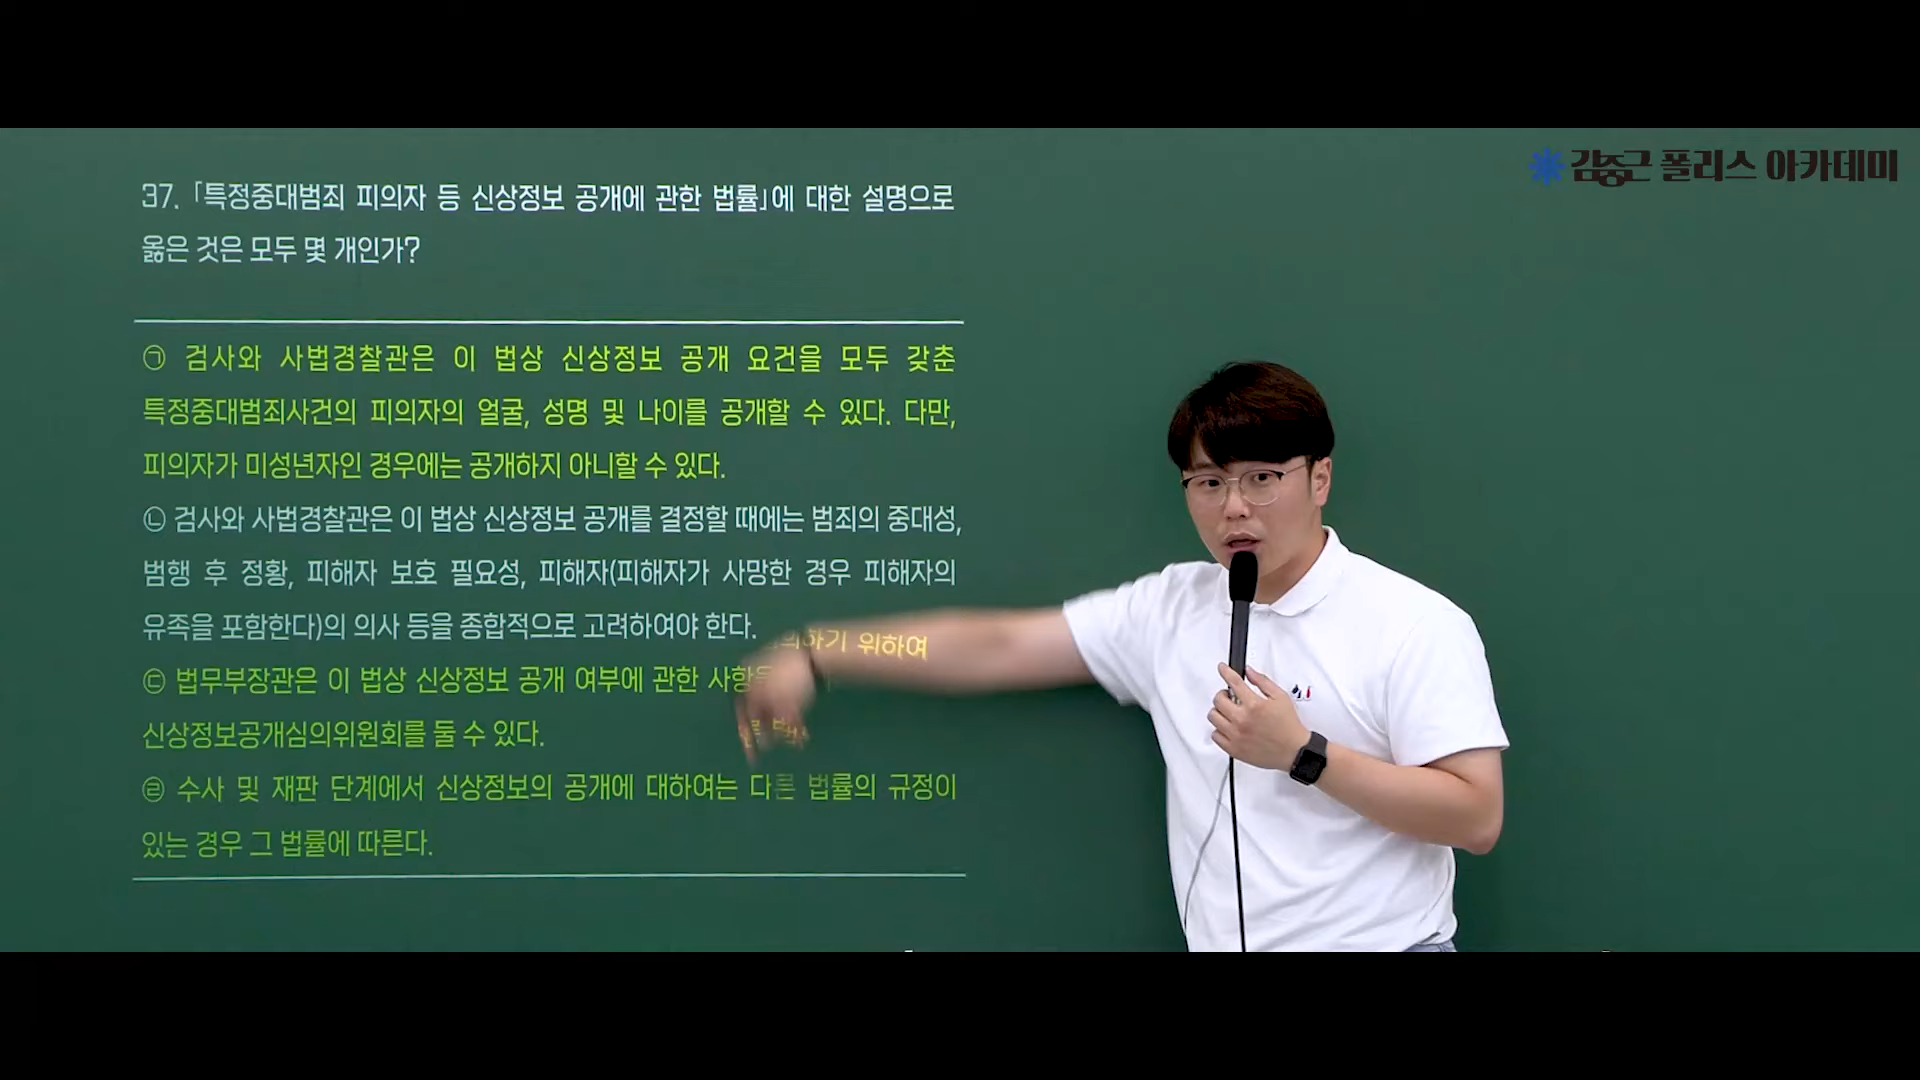 김중근 폴리스 아카데미
37. 「특정중대범죄 피의자 등 신상정보 공개에 관한 법률」에 대한 설명으로
옳은 것은 모두 몇 개인가?
㉠ 검사와 사법경찰관은 이 법상 신상정보 공개 요건을 모두 갖춘
특정중대범죄사건의 피의자의 얼굴, 성명 및 나이를 공개할 수 있다. 다만,
피의자가 미성년자인 경우에는 공개하지 아니할 수 있다.
㉡ 검사와 사법경찰관은 이 법상 신상정보 공개를 결정할 때에는 범죄의 중대성,
범행 후 정황, 피해자 보호 필요성, 피해자(피해자가 사망한 경우 피해자의
유족을 포함한다)의 의사 등을 종합적으로 고려하여야 한다.
㉢ 법무부장관은 이 법상 신상정보 공개 여부에 관한 사항을 의하기 위하여
신상정보공개심의위원회를 둘 수 있다.
㉣ 수사 및 재판 단계에서 신상정보의 공개에 대하여는 다른 법률의 규정이
있는 경우 그 법률에 따른다.